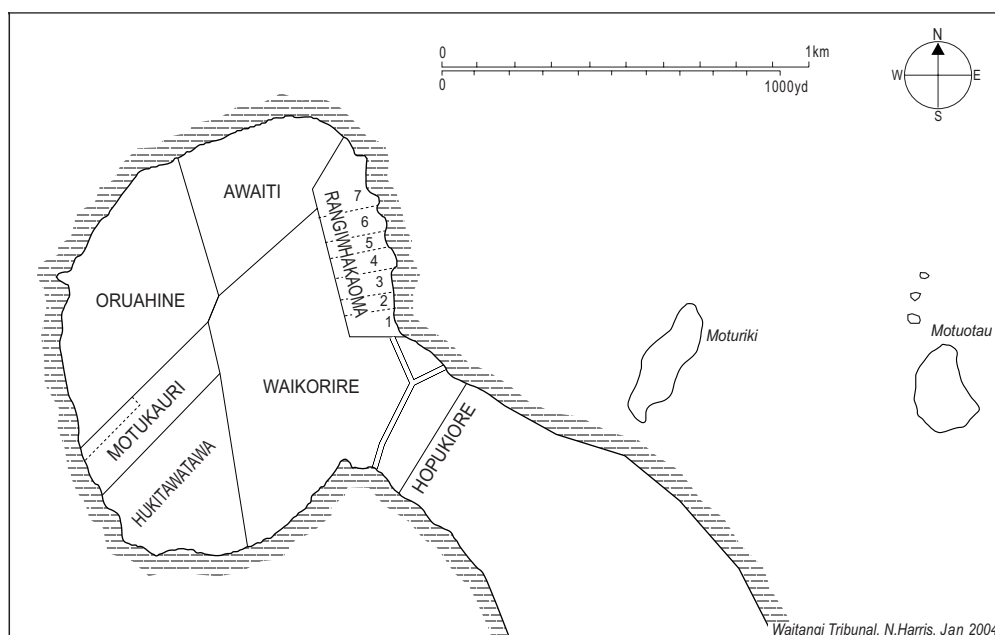 0 1km
0 1000yd
N
W E
S
AWAITI
RANGIWHAKAOMA
7
6
5
4
3
2
1
ORUAHINE
Moturiki
Motuotau
WAIKORIRE
MOTUKAURI
HOPUKIORE
HUKITAWATAWA
Waitangi Tribunal, N.Harris, Jan 2004